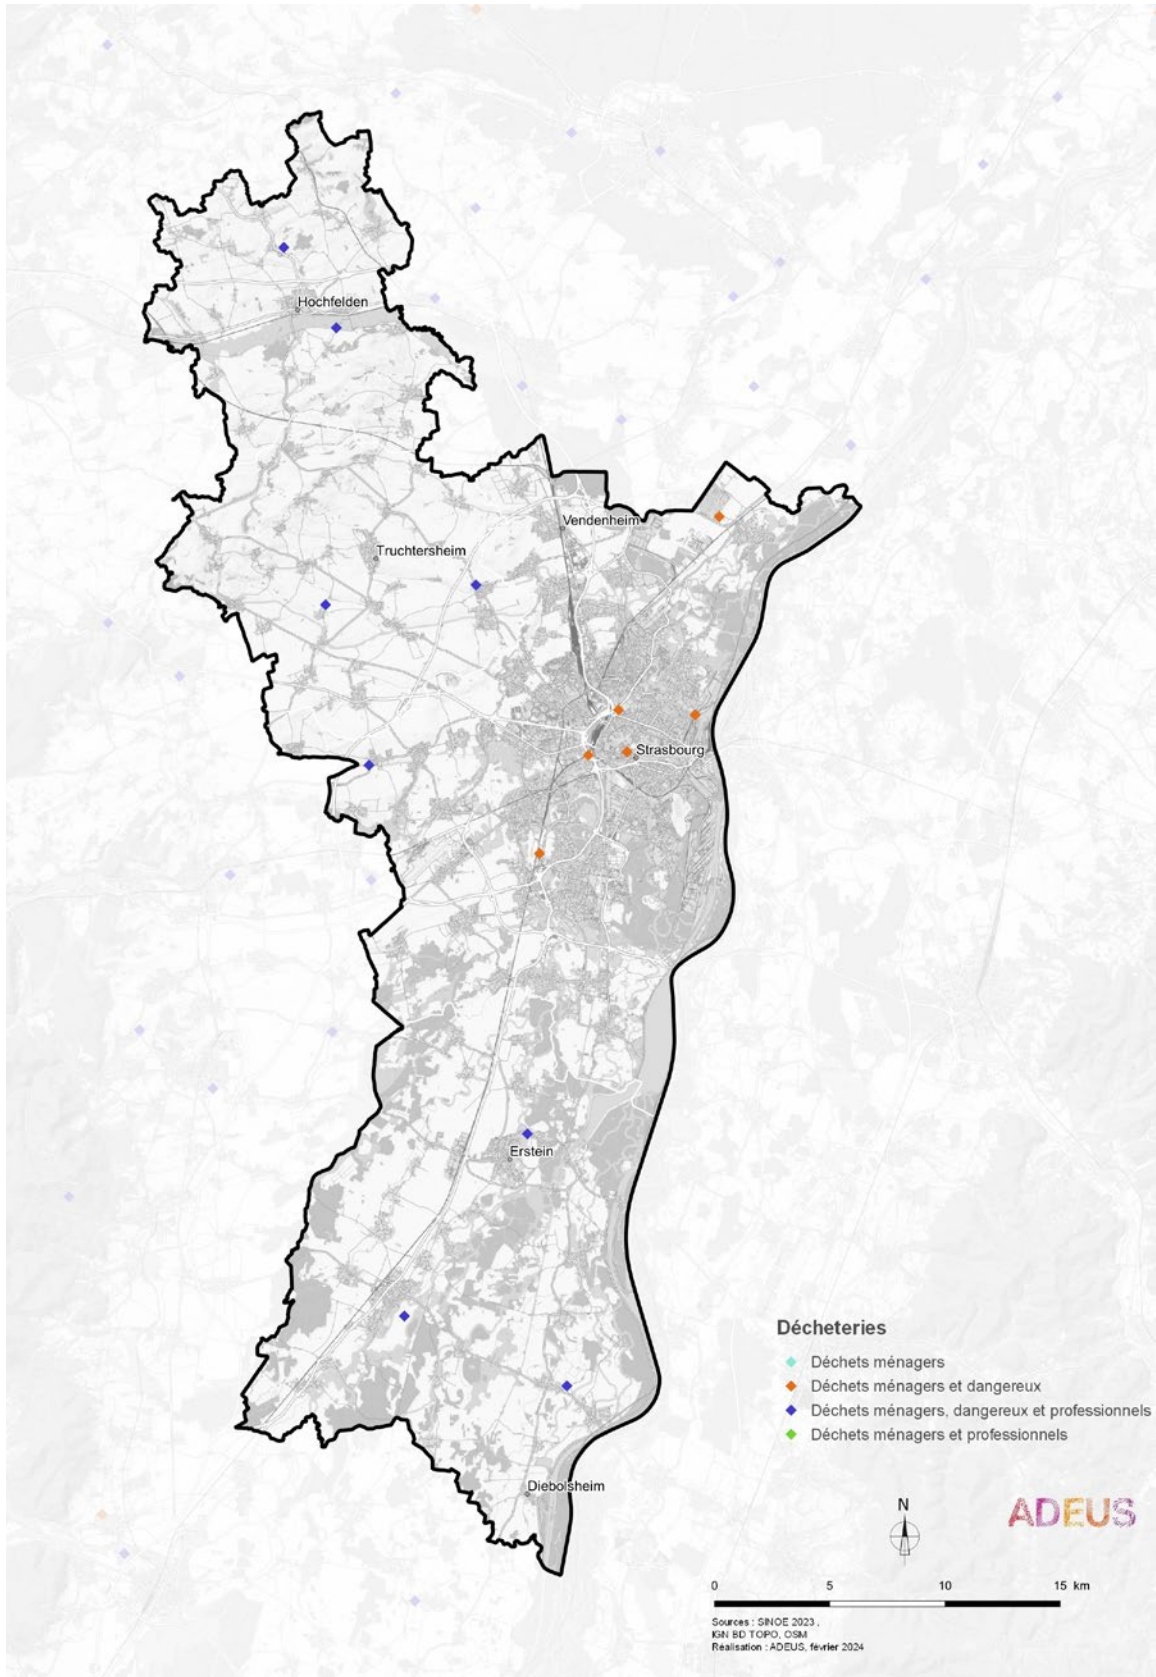 Hochfelden
Vendenheim
Truchtersheim
Strasbourg
Erstein
Diebolsheim
Décheteries
Déchets ménagers
Déchets ménagers et dangereux
Déchets ménagers, dangereux et professionnels
Déchets ménagers et professionnels
N
ADEUS
0 5 10 15 km
Sources : SINOE 2023 ,
IGN BD TOPO, OSM
Réalisation : ADEUS, février 2024